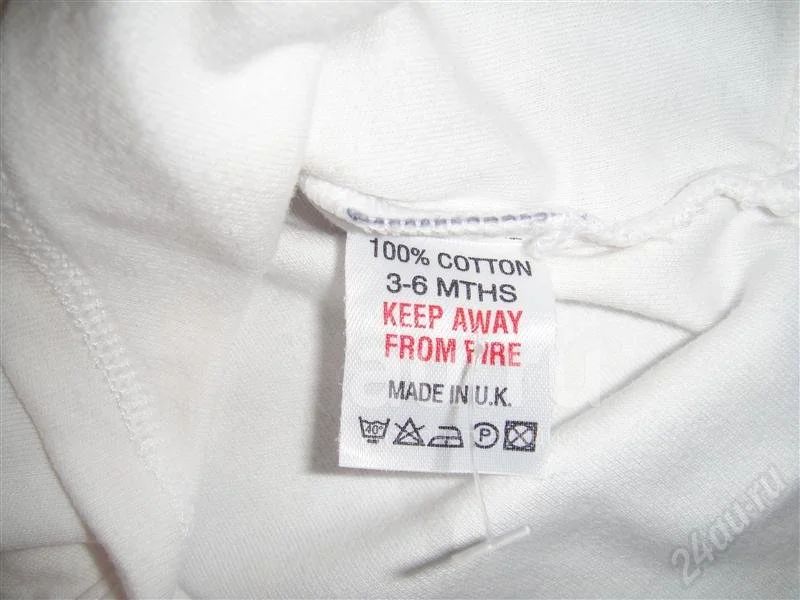 100% COTTON
3-6 MTHS
KEEP AWAY
FROM FIRE
MADE IN U.K.
40°
P
24au.ru